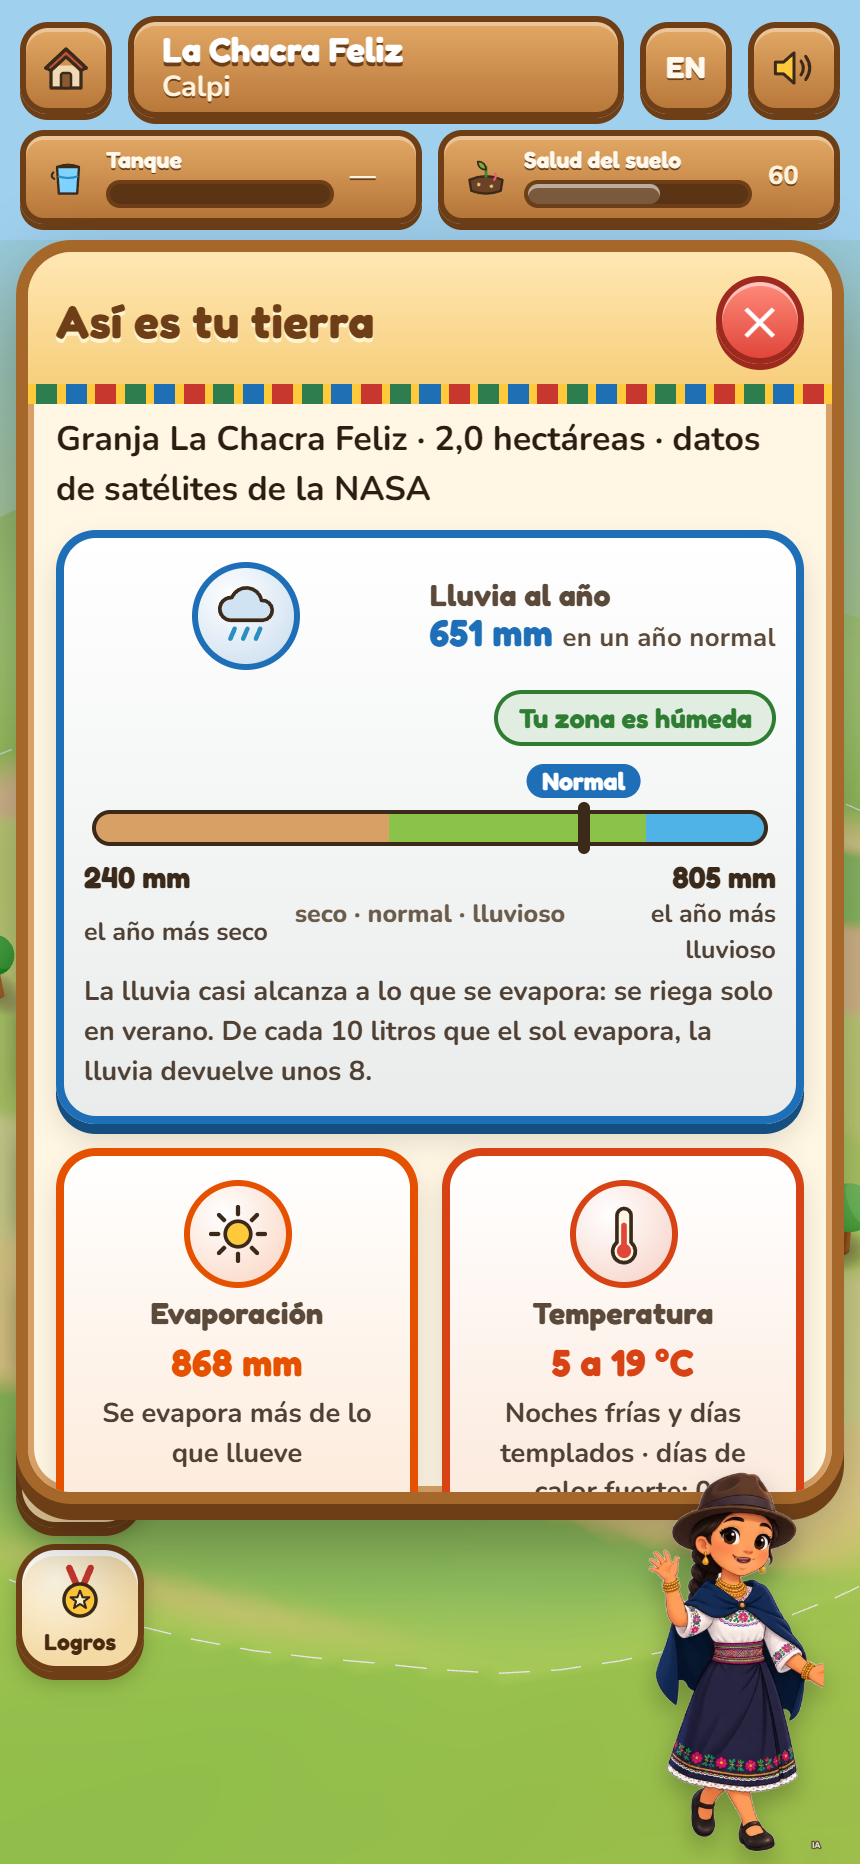 La Chacra Feliz
Calpi
EN
Tanque
—
Salud del suelo
60
Así es tu tierra
Granja La Chacra Feliz · 2,0 hectáreas · datos
de satélites de la NASA
Lluvia al año
651 mm en un año normal
Tu zona es húmeda
Normal
240 mm
el año más seco
seco · normal · lluvioso
805 mm
el año más
lluvioso
La lluvia casi alcanza a lo que se evapora: se riega solo
en verano. De cada 10 litros que el sol evapora, la
lluvia devuelve unos 8.
Evaporación
868 mm
Se evapora más de lo
que llueve
Temperatura
5 a 19 °C
Noches frías y días
templados · días de
calor fuerte: 0
Logros
IA